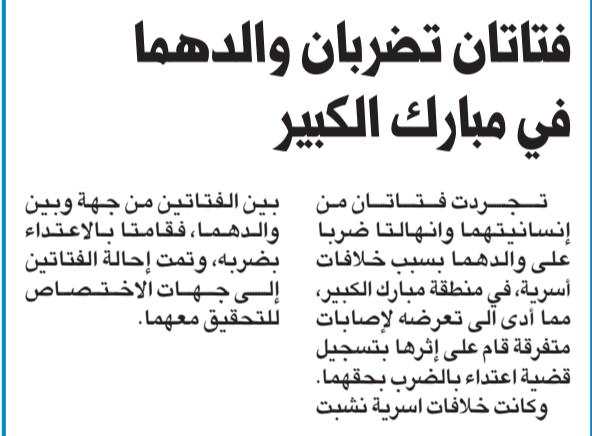 فتاتان تضربان والدهما
في مبارك الكبير
تـجـردت فـتـاتـان مـن
إنسانيتهما وانهالتا ضربا
على والدهما بسبب خلافات
أسرية، في منطقة مبارك الكبير،
مما أدى الى تعرضه لإصابات
متفرقة قام على إثرها بتسجيل
قضية اعتداء بالضرب بحقهما.
وكانت خلافات اسرية نشبت
بين الفتاتين من جهة وبين
والدهما، فقامتا بالاعتداء
بضربه، وتمت إحالة الفتاتين
إلـى جـهـات الاخـتـصـاص
للتحقيق معهما.